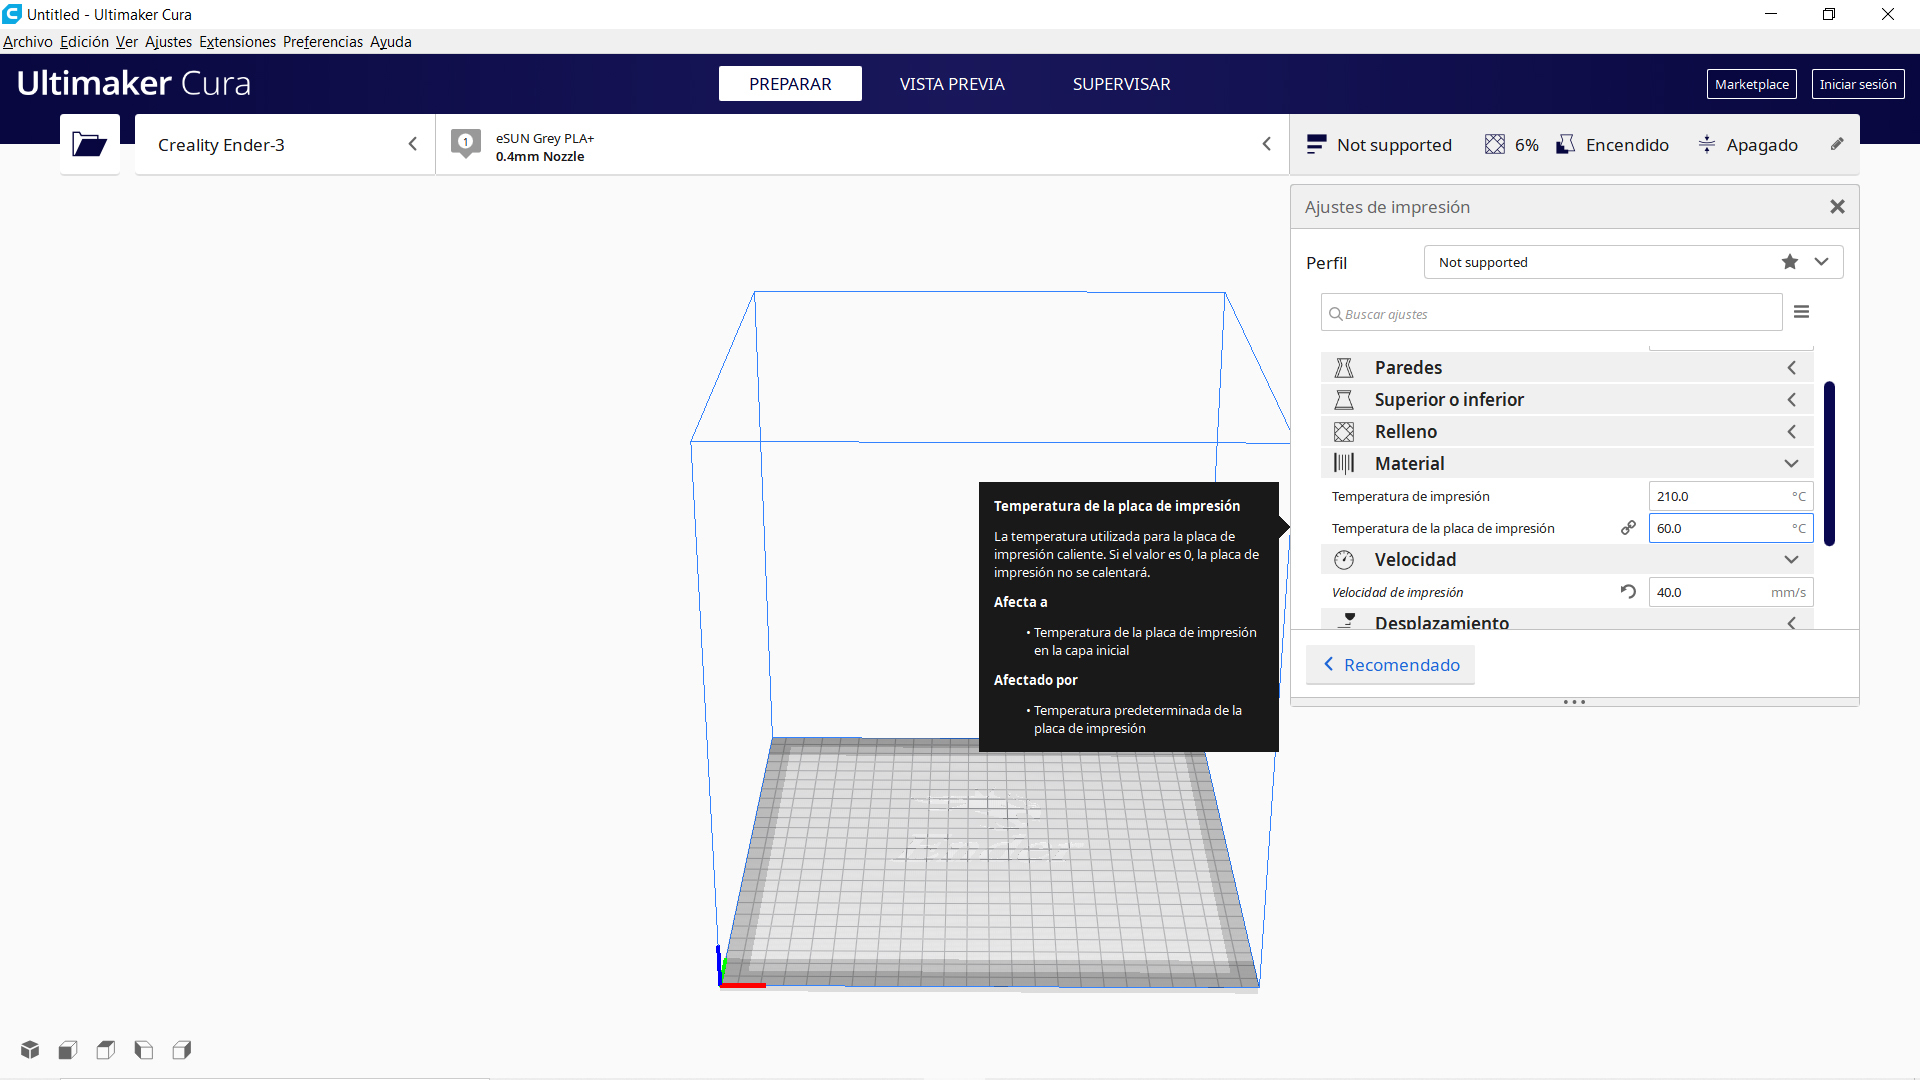 Untitled - Ultimaker Cura
Archivo Edición Ver Ajustes Extensiones Preferencias Ayuda
Ultimaker Cura
PREPARAR
VISTA PREVIA
SUPERVISAR
Marketplace
Iniciar sesión
Creality Ender-3
1
eSUN Grey PLA+
0.4mm Nozzle
Not supported
6%
Encendido
Apagado
Ajustes de impresión
Perfil
Not supported
Buscar ajustes
Paredes
Superior o inferior
Relleno
Material
Temperatura de impresión
210.0 °C
Temperatura de la placa de impresión
60.0 °C
Velocidad
Velocidad de impresión
40.0 mm/s
Desplazamiento
Recomendado
Temperatura de la placa de impresión
La temperatura utilizada para la placa de
impresión caliente. Si el valor es 0, la placa de
impresión no se calentará.
Afecta a
• Temperatura de la placa de impresión
en la capa inicial
Afectado por
• Temperatura predeterminada de la
placa de impresión